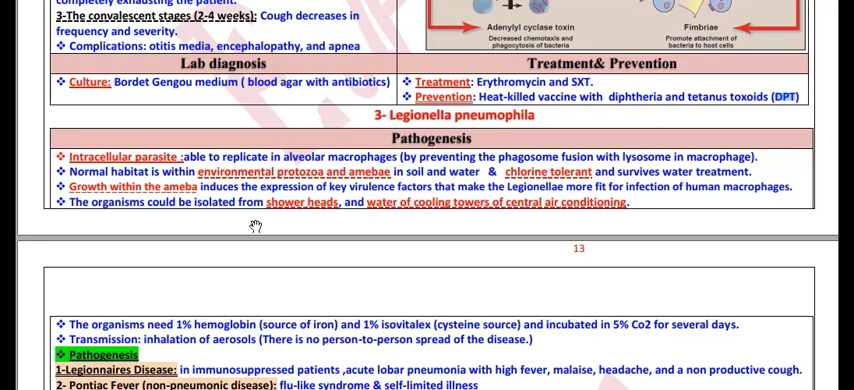 completely exhausting the patient.
3-The convalescent stages (2-4 weeks): Cough decreases in
frequency and severity.
❖ Complications: otitis media, encephalopathy, and apnea
Adenylyl cyclase toxin
Decreased chemotaxis and
phagocytosis of bacteria
Fimbriae
Promote attachment of
bacteria to host cells
Lab diagnosis
Treatment& Prevention
❖ Culture: Bordet Gengou medium ( blood agar with antibiotics)
❖ Treatment: Erythromycin and SXT.
❖ Prevention: Heat-killed vaccine with diphtheria and tetanus toxoids (DPT)
3- Legionella pneumophila
Pathogenesis
❖ Intracellular parasite :able to replicate in alveolar macrophages (by preventing the phagosome fusion with lysosome in macrophage).
❖ Normal habitat is within environmental protozoa and amebae in soil and water & chlorine tolerant and survives water treatment.
❖ Growth within the ameba induces the expression of key virulence factors that make the Legionellae more fit for infection of human macrophages.
❖ The organisms could be isolated from shower heads, and water of cooling towers of central air conditioning.
13
❖ The organisms need 1% hemoglobin (source of iron) and 1% isovitalex (cysteine source) and incubated in 5% Co2 for several days.
❖ Transmission: inhalation of aerosols (There is no person-to-person spread of the disease.)
❖ Pathogenesis
1-Legionnaires Disease: in immunosuppressed patients ,acute lobar pneumonia with high fever, malaise, headache, and a non productive cough.
2- Pontiac Fever (non-pneumonic disease): flu-like syndrome & self-limited illness